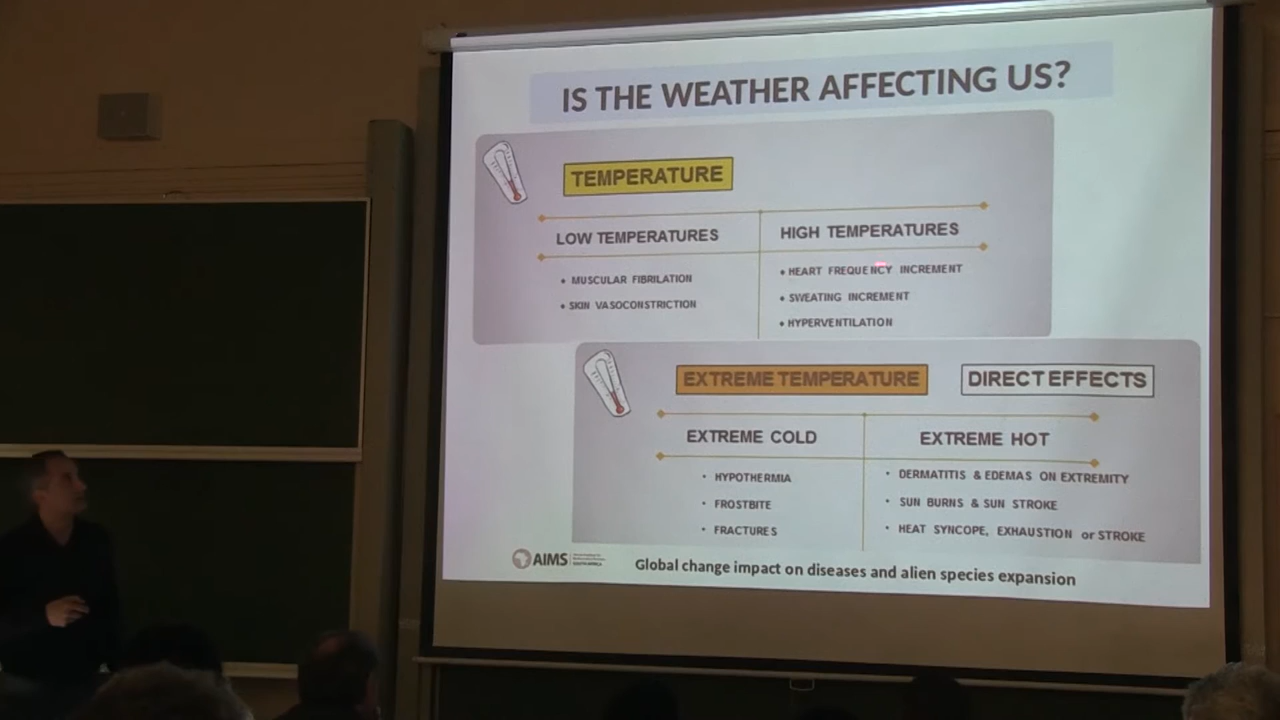 IS THE WEATHER AFFECTING US?
TEMPERATURE
LOW TEMPERATURES
HIGH TEMPERATURES
• MUSCULAR FIBRILATION
• SKIN VASOCONSTRICTION
• HEART FREQUENCY INCREMENT
• SWEATING INCREMENT
• HYPERVENTILATION
EXTREME TEMPERATURE
DIRECT EFFECTS
EXTREME COLD
EXTREME HOT
• HYPOTHERMIA
• FROSTBITE
• FRACTURES
• DERMATITIS & EDEMAS ON EXTREMITY
• SUN BURNS & SUN STROKE
• HEAT SYNCOPE, EXHAUSTION or STROKE
AIMS
SOUTH AFRICA
Global change impact on diseases and alien species expansion